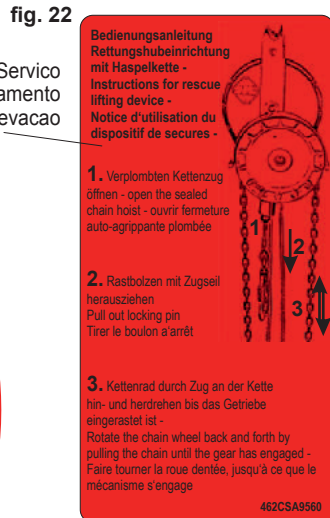 fig. 22
Servico
amento
evacao
Bedienungsanleitung
Rettungshubeinrichtung
mit Haspelkette -
Instructions for rescue
lifting device -
Notice d'utilisation du
dispositif de secures -
1. Verplombten Kettenzug
öffnen - open the sealed
chain hoist - ouvrir fermeture
auto-agrippante plombée
2. Rastbolzen mit Zugseil
herausziehen
Pull out locking pin
Tirer le boulon a'arrêt
3. Kettenrad durch Zug an der Kette
hin- und herdrehen bis das Getriebe
eingerastet ist -
Rotate the chain wheel back and forth by
pulling the chain until the gear has engaged -
Faire tourner la roue dentée, jusqu'à ce que le
mécanisme s'engage
1
2
3
462CSA9560